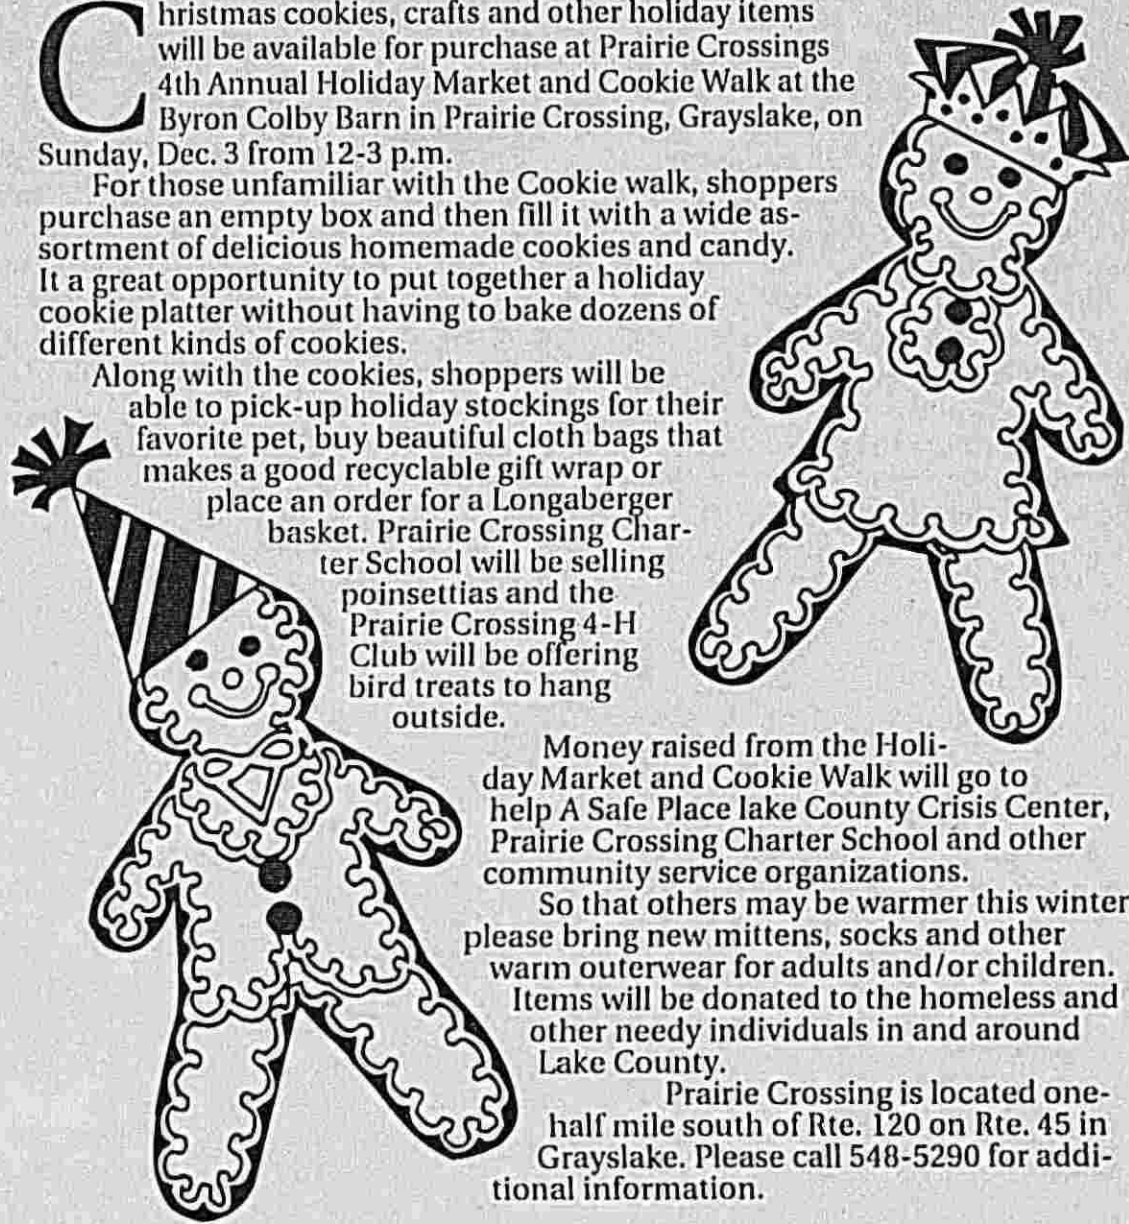 Christmas cookies, crafts and other holiday items
will be available for purchase at Prairie Crossings
4th Annual Holiday Market and Cookie Walk at the
Byron Colby Barn in Prairie Crossing, Grayslake, on
Sunday, Dec. 3 from 12-3 p.m.
For those unfamiliar with the Cookie walk, shoppers
purchase an empty box and then fill it with a wide as-
sortment of delicious homemade cookies and candy.
It a great opportunity to put together a holiday
cookie platter without having to bake dozens of
different kinds of cookies.
Along with the cookies, shoppers will be
able to pick-up holiday stockings for their
favorite pet, buy beautiful cloth bags that
makes a good recyclable gift wrap or
place an order for a Longaberger
basket. Prairie Crossing Char-
ter School will be selling
poinsettias and the
Prairie Crossing 4-H
Club will be offering
bird treats to hang
outside.
Money raised from the Holi-
day Market and Cookie Walk will go to
help A Safe Place lake County Crisis Center,
Prairie Crossing Charter School and other
community service organizations.
So that others may be warmer this winter
please bring new mittens, socks and other
warm outerwear for adults and/or children.
Items will be donated to the homeless and
other needy individuals in and around
Lake County.
Prairie Crossing is located one-
half mile south of Rte. 120 on Rte. 45 in
Grayslake. Please call 548-5290 for addi-
tional information.